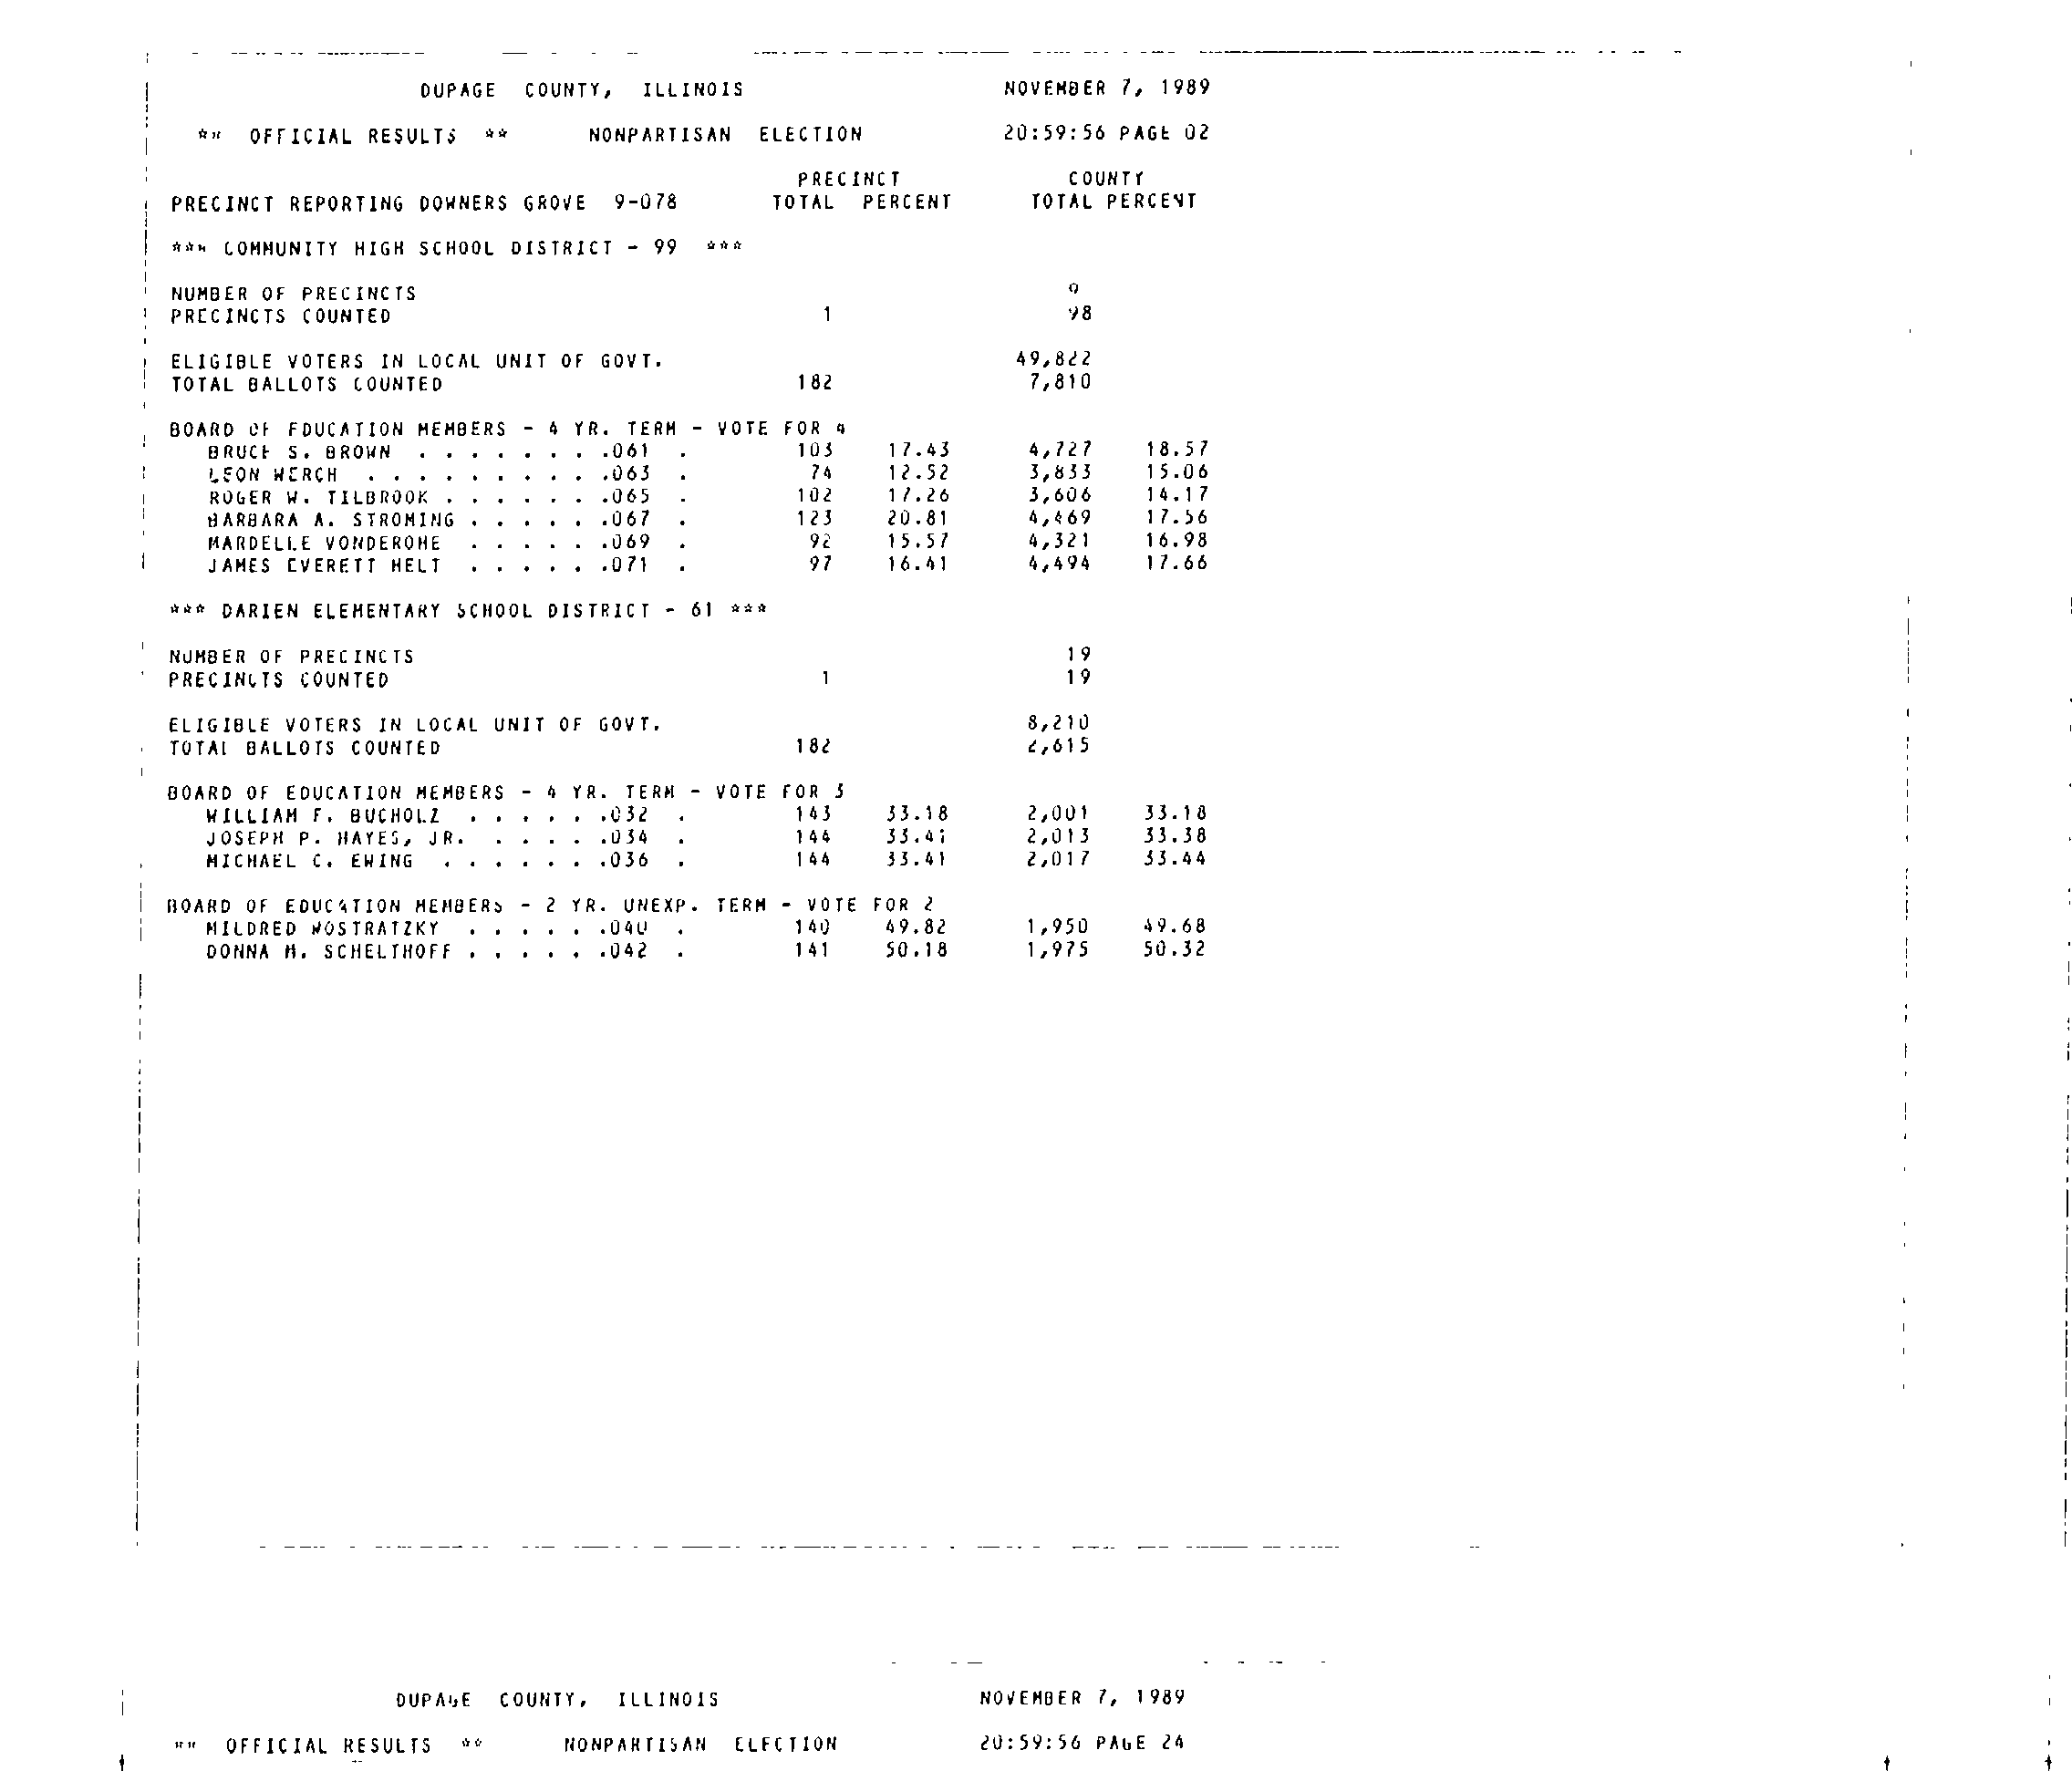 DUPAGE COUNTY, ILLINOIS NOVEMBER 7, 1989
** OFFICIAL RESULTS ** NONPARTISAN ELECTION 20:59:56 PAGE 02
PRECINCT COUNTY
PRECINCT REPORTING DOWNERS GROVE 9-078 TOTAL PERCENT TOTAL PERCENT
*** COMMUNITY HIGH SCHOOL DISTRICT - 99 ***
NUMBER OF PRECINCTS
PRECINCTS COUNTED 1 98
ELIGIBLE VOTERS IN LOCAL UNIT OF GOVT. 49,822
TOTAL BALLOTS COUNTED 182 7,810
BOARD OF EDUCATION MEMBERS - 4 YR. TERM - VOTE FOR 4
BRUCE S. BROWN . . . . . . . .061 . 103 17.43 4,727 18.57
LEON WERCH . . . . . . . . . .063 . 74 12.52 3,833 15.06
ROGER W. TILBROOK . . . . . . .065 . 102 17.26 3,606 14.17
BARBARA A. STROMING . . . . . .067 . 123 20.81 4,469 17.56
MARDELLE VONDEROHE . . . . . .069 . 92 15.57 4,321 16.98
JAMES EVERETT HELT . . . . . .071 . 97 16.41 4,494 17.66
*** DARIEN ELEMENTARY SCHOOL DISTRICT - 61 ***
NUMBER OF PRECINCTS 19
PRECINCTS COUNTED 1 19
ELIGIBLE VOTERS IN LOCAL UNIT OF GOVT. 8,210
TOTAL BALLOTS COUNTED 182 2,615
BOARD OF EDUCATION MEMBERS - 4 YR. TERM - VOTE FOR 3
WILLIAM F. BUCHOLZ . . . . . .032 . 143 33.18 2,001 33.18
JOSEPH P. HAYES, JR. . . . . .034 . 144 33.41 2,013 33.38
MICHAEL C. EWING . . . . . . .036 . 144 33.41 2,017 33.44
BOARD OF EDUCATION MEMBERS - 2 YR. UNEXP. TERM - VOTE FOR 2
MILDRED WOSTRATZKY . . . . . .040 . 140 49.82 1,950 49.68
DONNA M. SCHELTHOFF . . . . . .042 . 141 50.18 1,975 50.32
DUPAGE COUNTY, ILLINOIS NOVEMBER 7, 1989
** OFFICIAL RESULTS ** NONPARTISAN ELECTION 20:59:56 PAGE 24